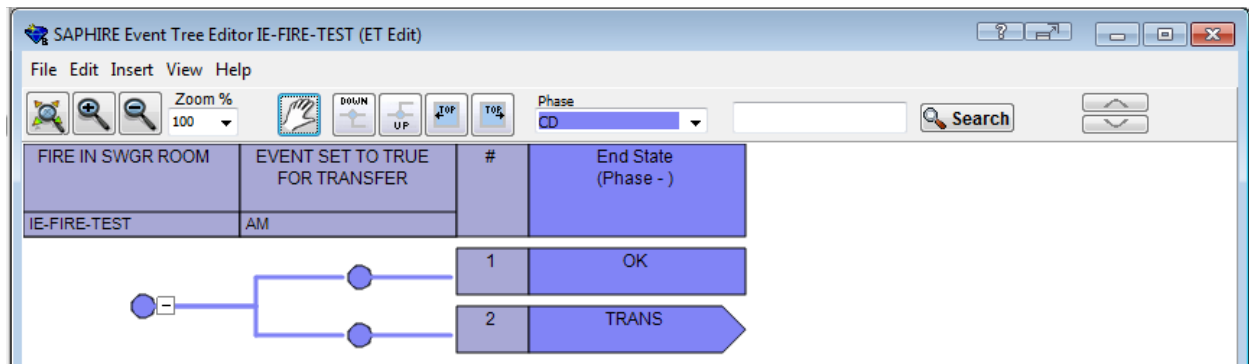 SAPHIRE Event Tree Editor IE-FIRE-TEST (ET Edit)
File Edit Insert View Help
Zoom %
100
DOWN
UP
TOP
TOP
Phase
CD
Search
FIRE IN SWGR ROOM
EVENT SET TO TRUE
FOR TRANSFER
#
End State
(Phase - )
IE-FIRE-TEST
AM
1
OK
2
TRANS